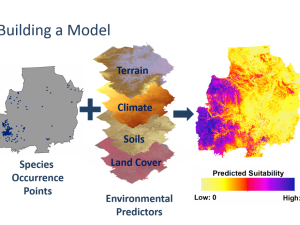 Building a Model
Terrain
Climate
Soils
Land Cover
Species
Occurrence
Points
Environmental
Predictors
Predicted Suitability
Low: 0
High: